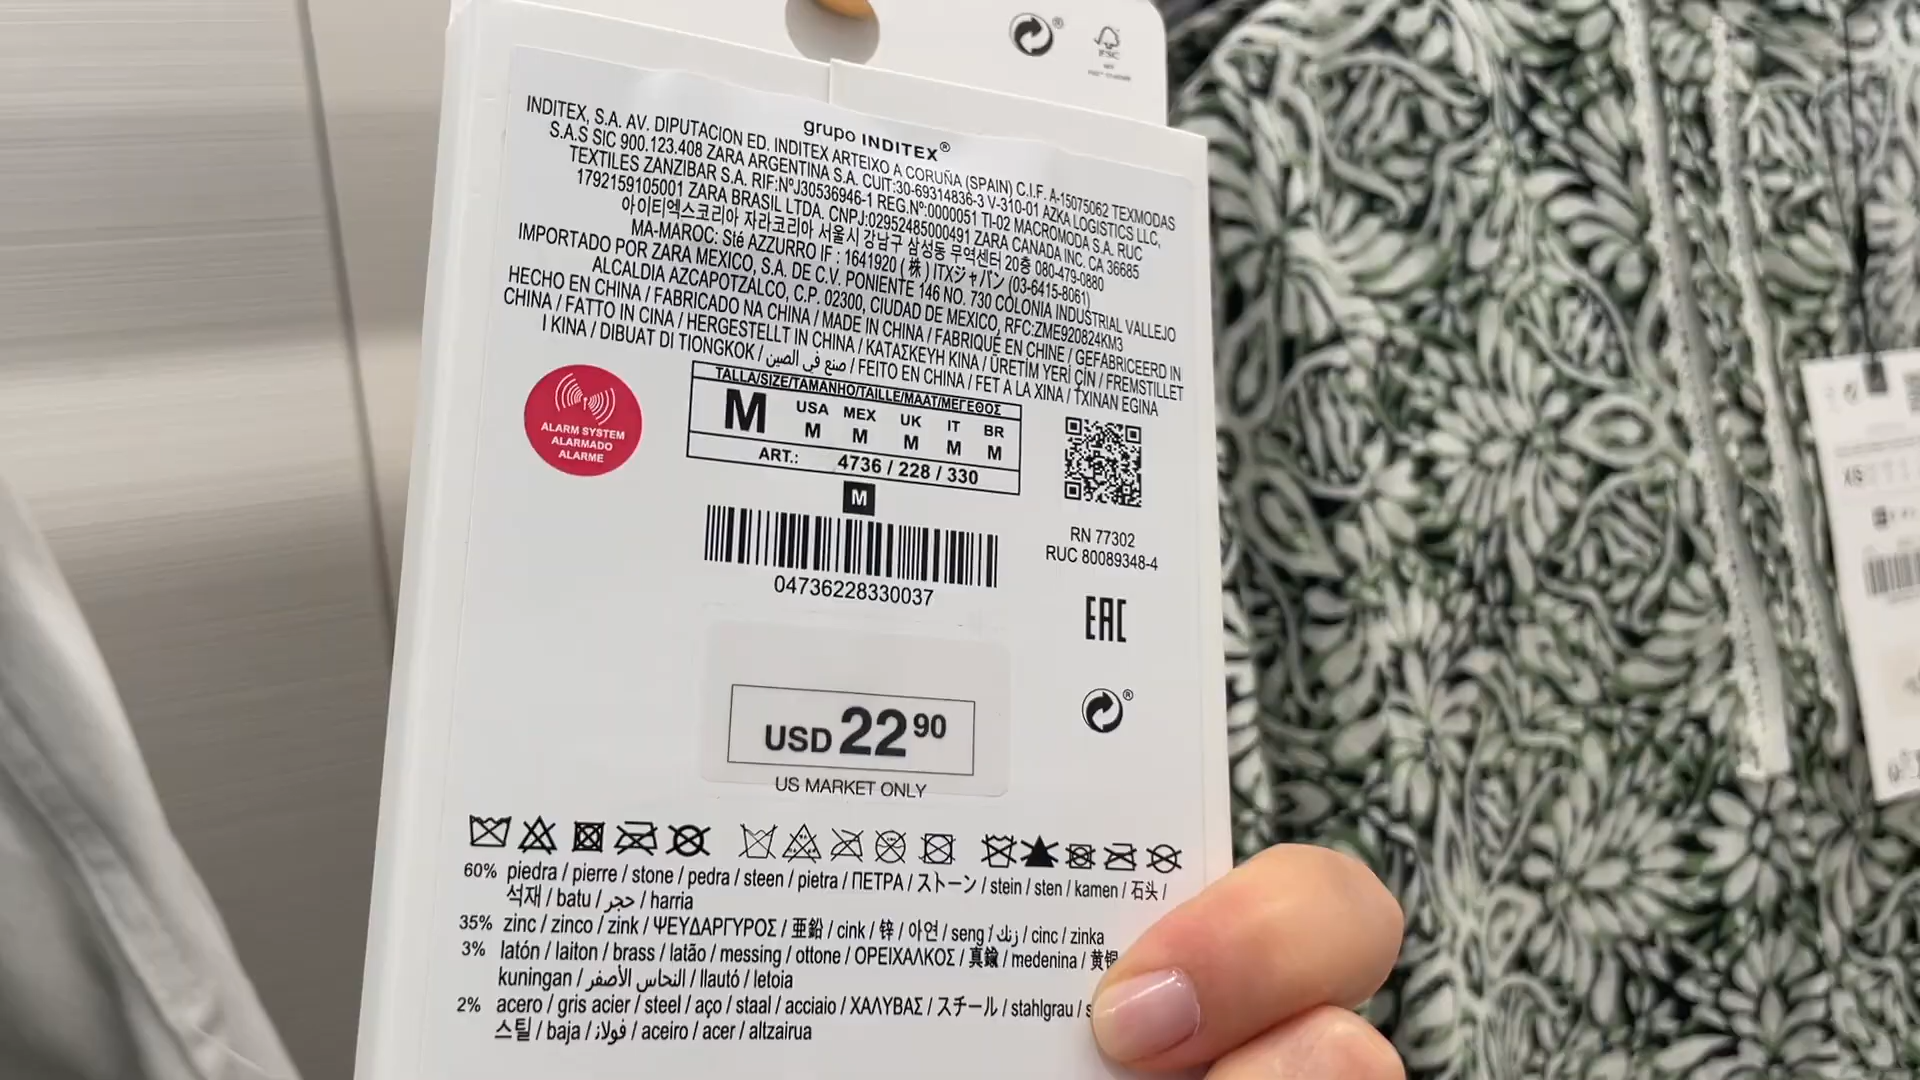 grupo INDITEX®
INDITEX, S.A. AV. DIPUTACION ED. INDITEX ARTEIXO A CORUÑA (SPAIN) C.I.F. A-15075062 TEXMODAS
S.A.S SIC 900.123.408 ZARA ARGENTINA S.A. CUIT:30-69314836-3 V-310-01 AZKA LOGISTICS LLC,
TEXTILES ZANZIBAR S.A. RIF:NºJ30536946-1 REG.Nº:0000051 TI-02 MACROMODA S.A. RUC
1792159105001 ZARA BRASIL LTDA. CNPJ:02952485000491 ZARA CANADA INC. CA 36685
아이티엑스코리아 자라코리아 서울시 강남구 삼성동 무역센터 20층 080-479-0880
MA-MAROC: Sté AZZURRO IF : 1641920 (株) ITXジャパン (03-6415-8061)
IMPORTADO POR ZARA MEXICO, S.A. DE C.V. PONIENTE 146 NO. 730 COLONIA INDUSTRIAL VALLEJO
ALCALDIA AZCAPOTZALCO, C.P. 02300, CIUDAD DE MEXICO, RFC:ZME920824KM3
HECHO EN CHINA / FABRICADO NA CHINA / MADE IN CHINA / FABRIQUÉ EN CHINE / GEFABRICEERD IN
CHINA / FATTO IN CINA / HERGESTELLT IN CHINA / ΚΑΤΑΣΚΕΥΗ ΚΙΝΑ / ÜRETİM YERİ ÇİN / FREMSTILLET
I KINA / DIBUAT DI TIONGKOK / صنع في الصين / FEITO EN CHINA / FET A LA XINA / TXINAN EGINA
ALARM SYSTEM
ALARMADO
ALARME
TALLA/SIZE/TAMANHO/TAILLE/MAAT/ΜΕΓΕΘΟΣ
M USA MEX UK IT BR
M M M M M
ART.: 4736 / 228 / 330
M
04736228330037
RN 77302
RUC 80089348-4
EAC
USD 22 90
US MARKET ONLY
60% piedra / pierre / stone / pedra / steen / pietra / ΠΕΤΡΑ / ストーン / stein / sten / kamen / 石头 /
석재 / batu / حجر / harria
35% zinc / zinco / zink / ΨΕΥΔΑΡΓΥΡΟΣ / 亜鉛 / cink / 锌 / 아연 / seng / زنك / cinc / zinka
3% latón / laiton / brass / latão / messing / ottone / ΟΡΕΙΧΑΛΚΟΣ / 真鍮 / medenina / 黄铜
kuningan / النحاس الأصفر / llautó / letoia
2% acero / gris acier / steel / aço / staal / acciaio / ΧΑΛΥΒΑΣ / スチール / stahlgrau /
스틸 / baja / فولاذ / aceiro / acer / altzairua
FSC
XS